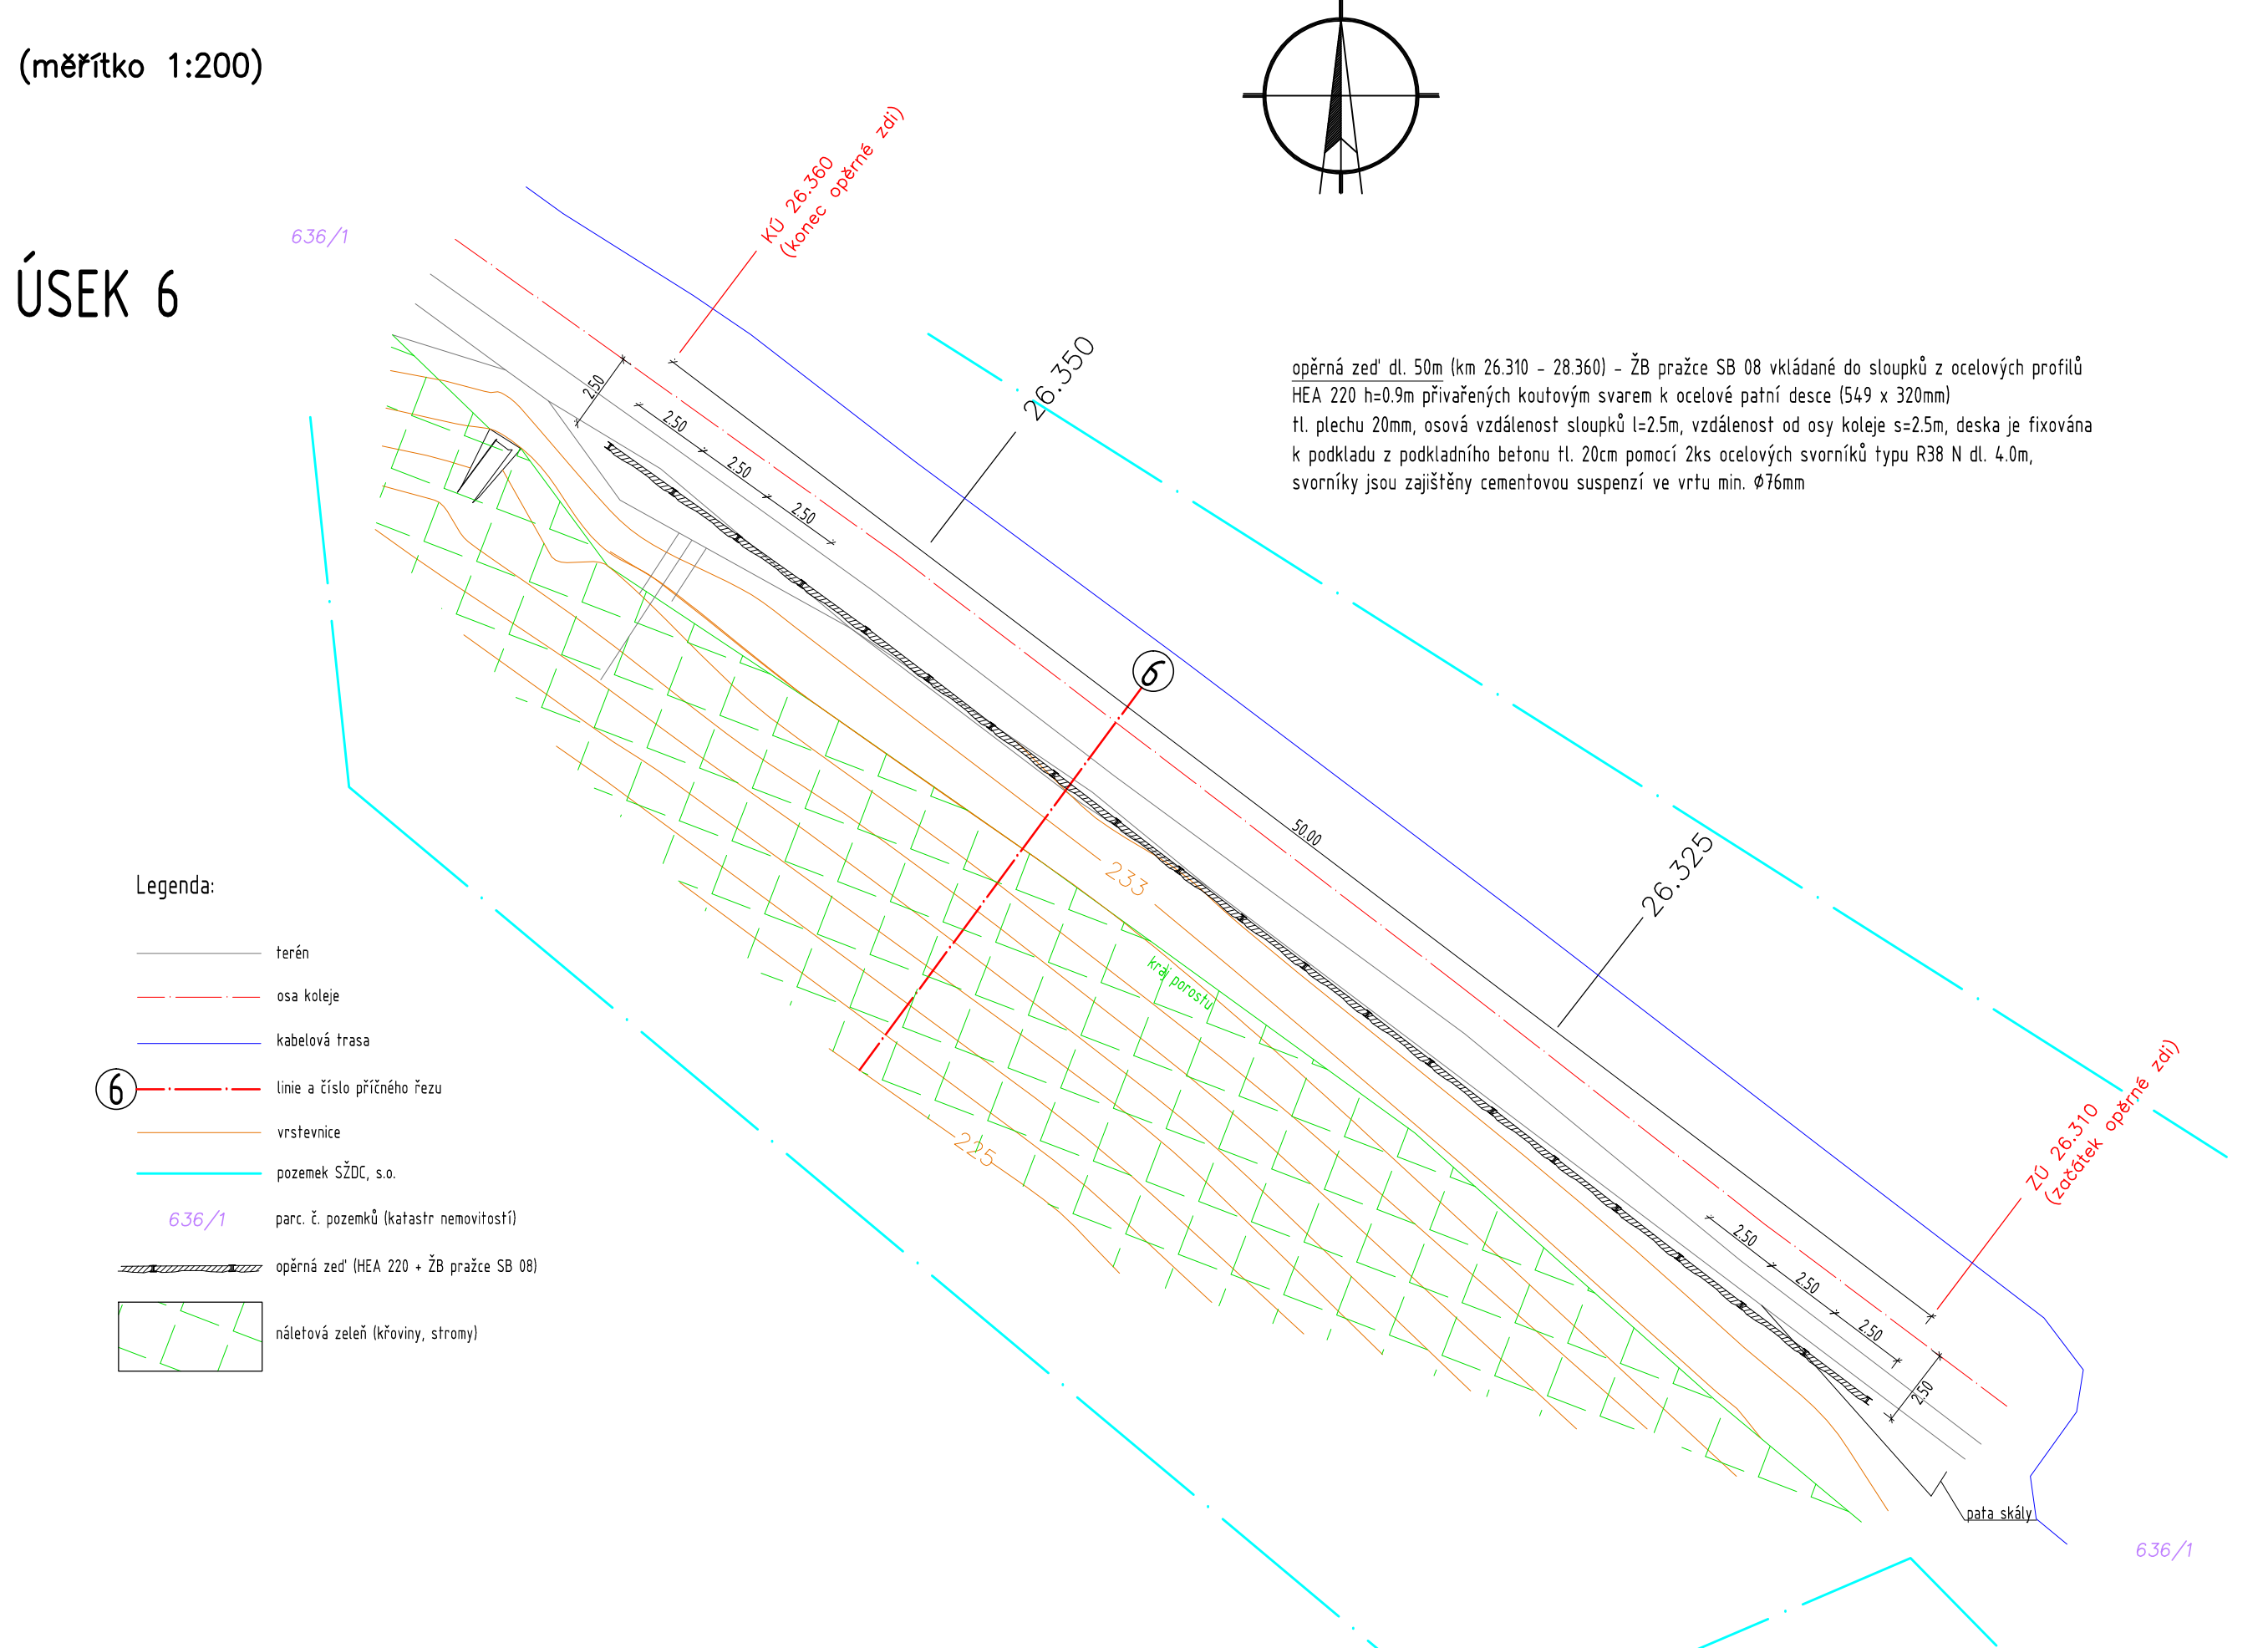 (měřítko 1:200)
ÚSEK 6
636/1
KÚ 26.360
(konec opěrné zdi)
26.350
opěrná zeď dl. 50m (km 26.310 - 28.360) - ŽB pražce SB 08 vkládané do sloupků z ocelových profilů
HEA 220 h=0.9m přivařených koutovým svarem k ocelové patní desce (549 x 320mm)
tl. plechu 20mm, osová vzdálenost sloupků l=2.5m, vzdálenost od osy koleje s=2.5m, deska je fixována
k podkladu z podkladního betonu tl. 20cm pomocí 2ks ocelových svorníků typu R38 N dl. 4.0m,
svorníky jsou zajištěny cementovou suspenzí ve vrtu min. Ø76mm
2.50
2.50
2.50
2.50
6
50.00
26.325
233
kraj porostu
225
ZÚ 26.310
(začátek opěrné zdi)
2.50
2.50
2.50
2.50
pata skály
636/1
Legenda:
terén
osa koleje
kabelová trasa
6
linie a číslo příčného řezu
vrstevnice
pozemek SŽDC, s.o.
636/1
parc. č. pozemků (katastr nemovitostí)
opěrná zeď (HEA 220 + ŽB pražce SB 08)
náletová zeleň (křoviny, stromy)